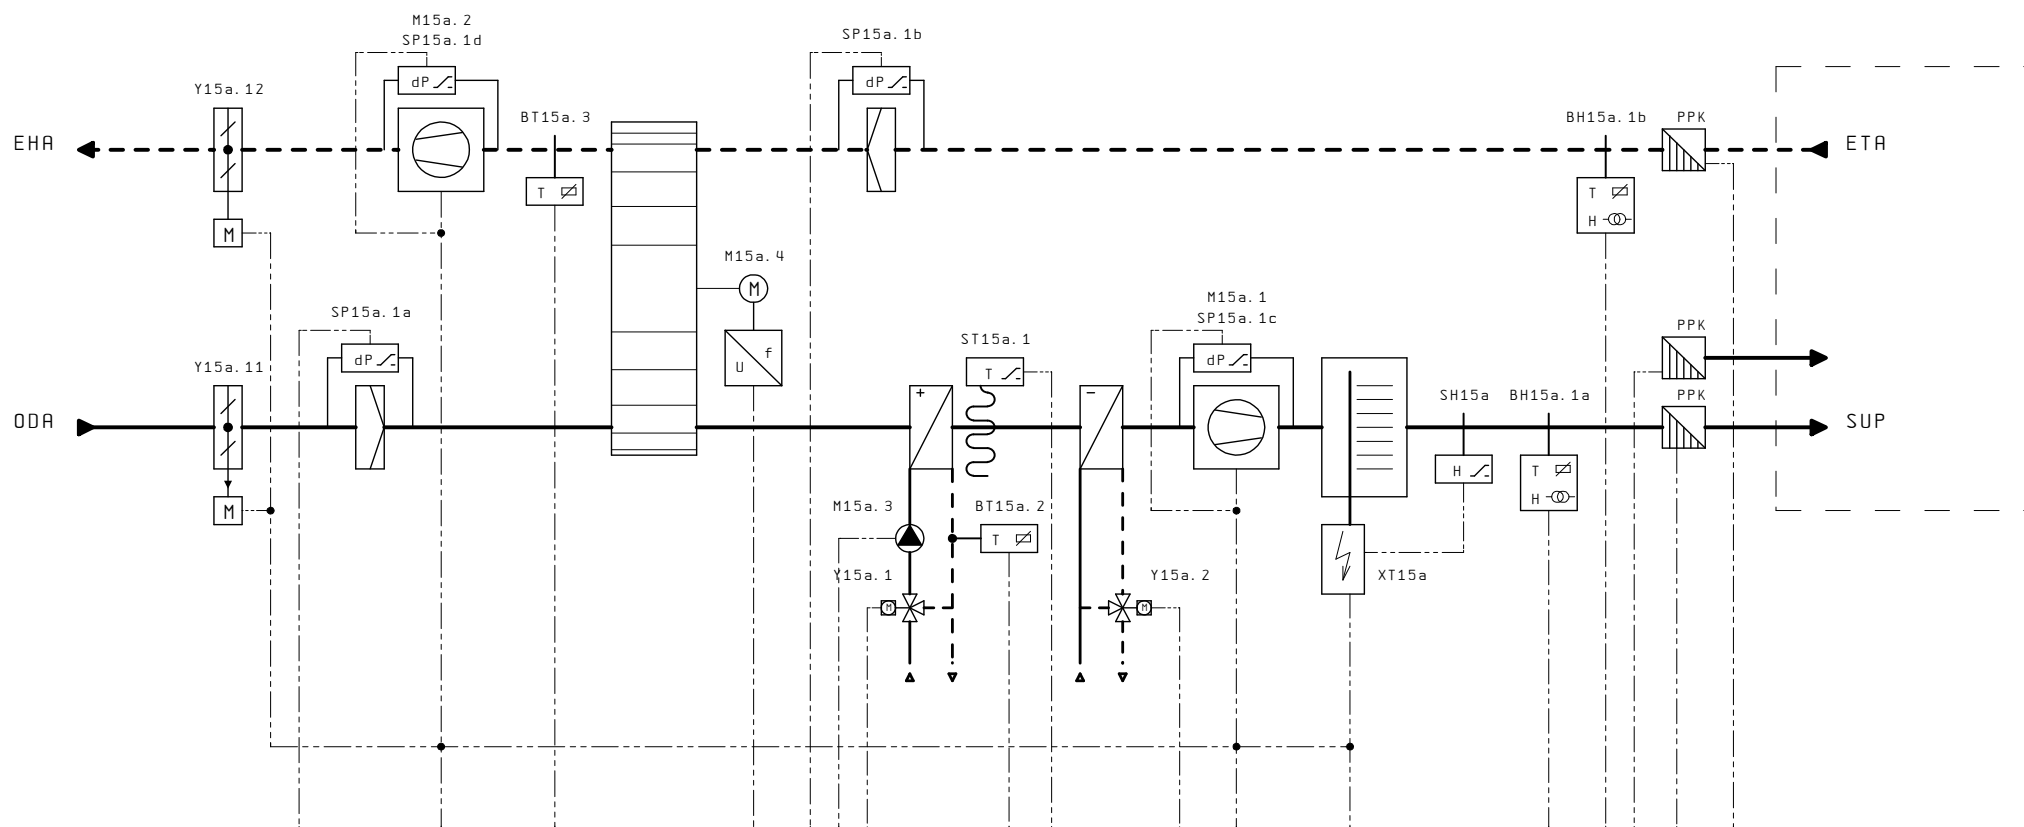 M15a.2
SP15a.1d
SP15a.1b
dP
dP
Y15a.12
BT15a.3
BH15a.1b
PPK
EHA
ETA
T
T
H
M
M15a.4
M
M15a.1
SP15a.1c
SP15a.1a
PPK
f
U
ST15a.1
dP
dP
T
Y15a.11
+
-
SH15a
BH15a.1a
PPK
ODA
SUP
H
T
H
M
M15a.3
BT15a.2
T
Y15a.1
Y15a.2
XT15a
M
M